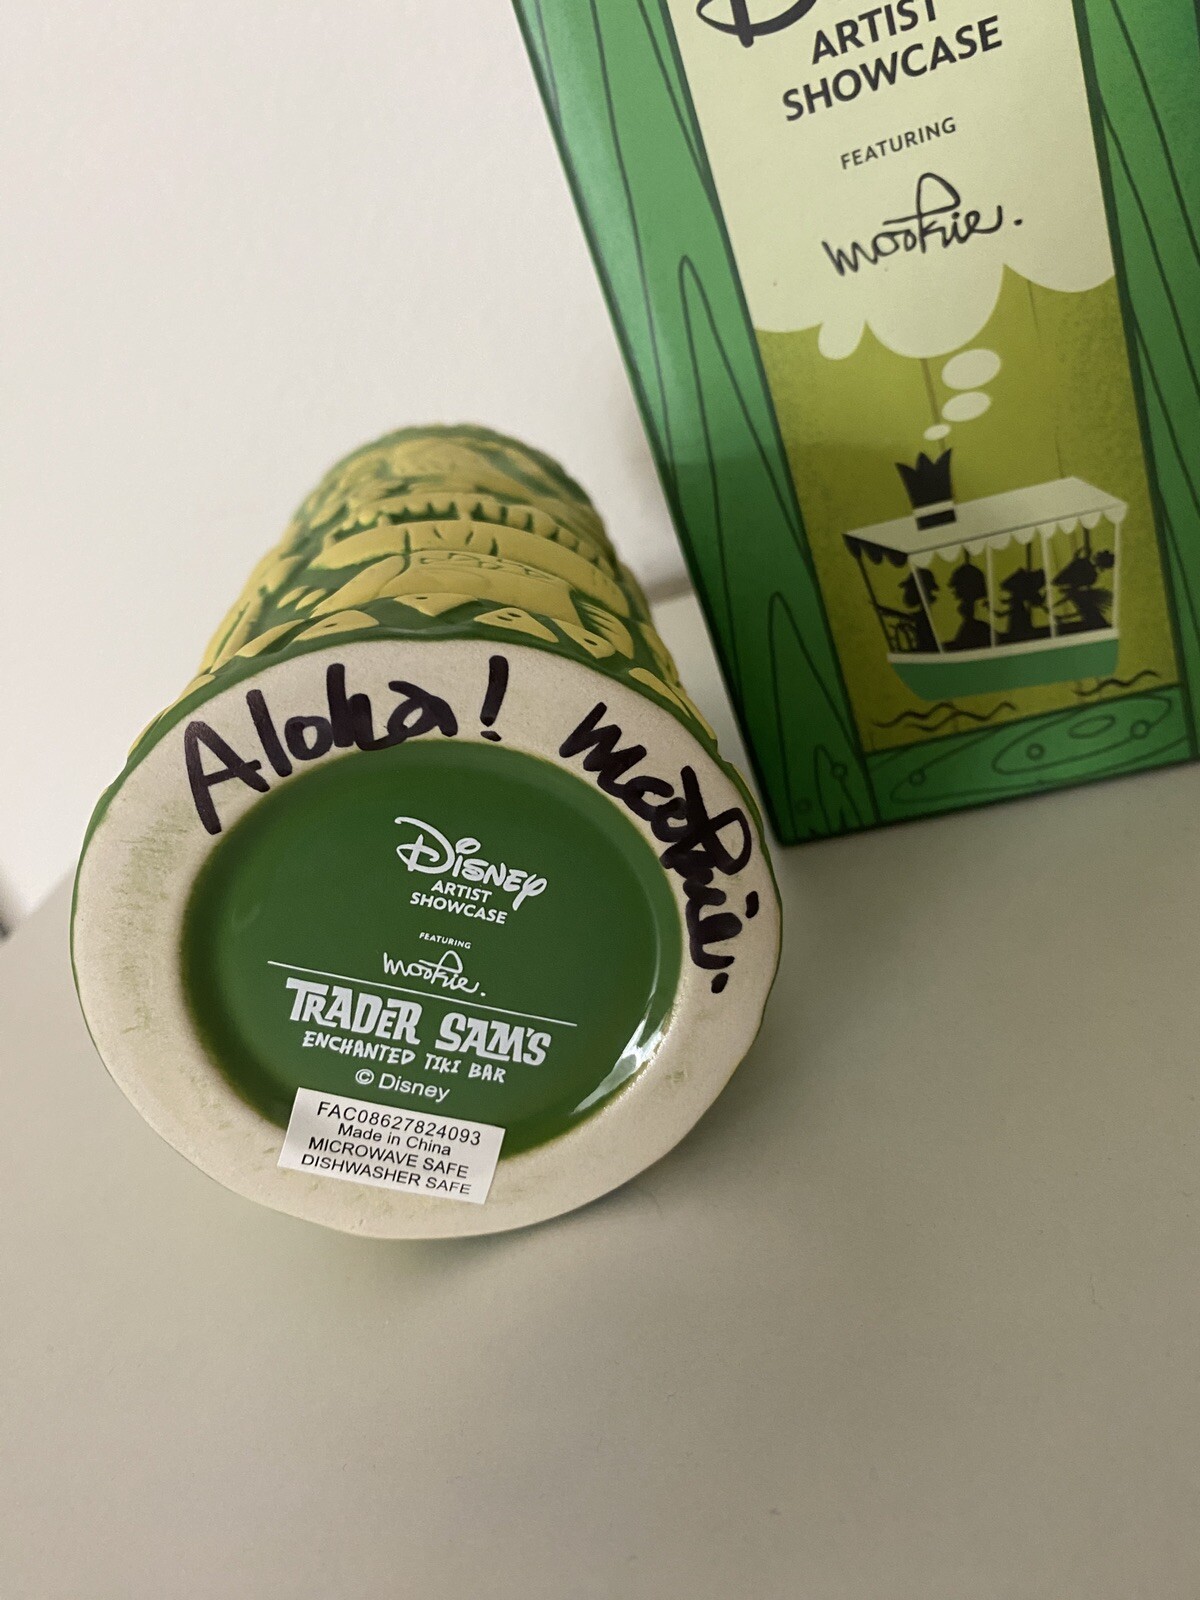 ARTIST
SHOWCASE
FEATURING
mookie.
Aloha! mookie.
Disney
ARTIST
SHOWCASE
FEATURING
mookie.
TRADER SAM'S
ENCHANTED TIKI BAR
© Disney
FAC08627824093
Made in China
MICROWAVE SAFE
DISHWASHER SAFE